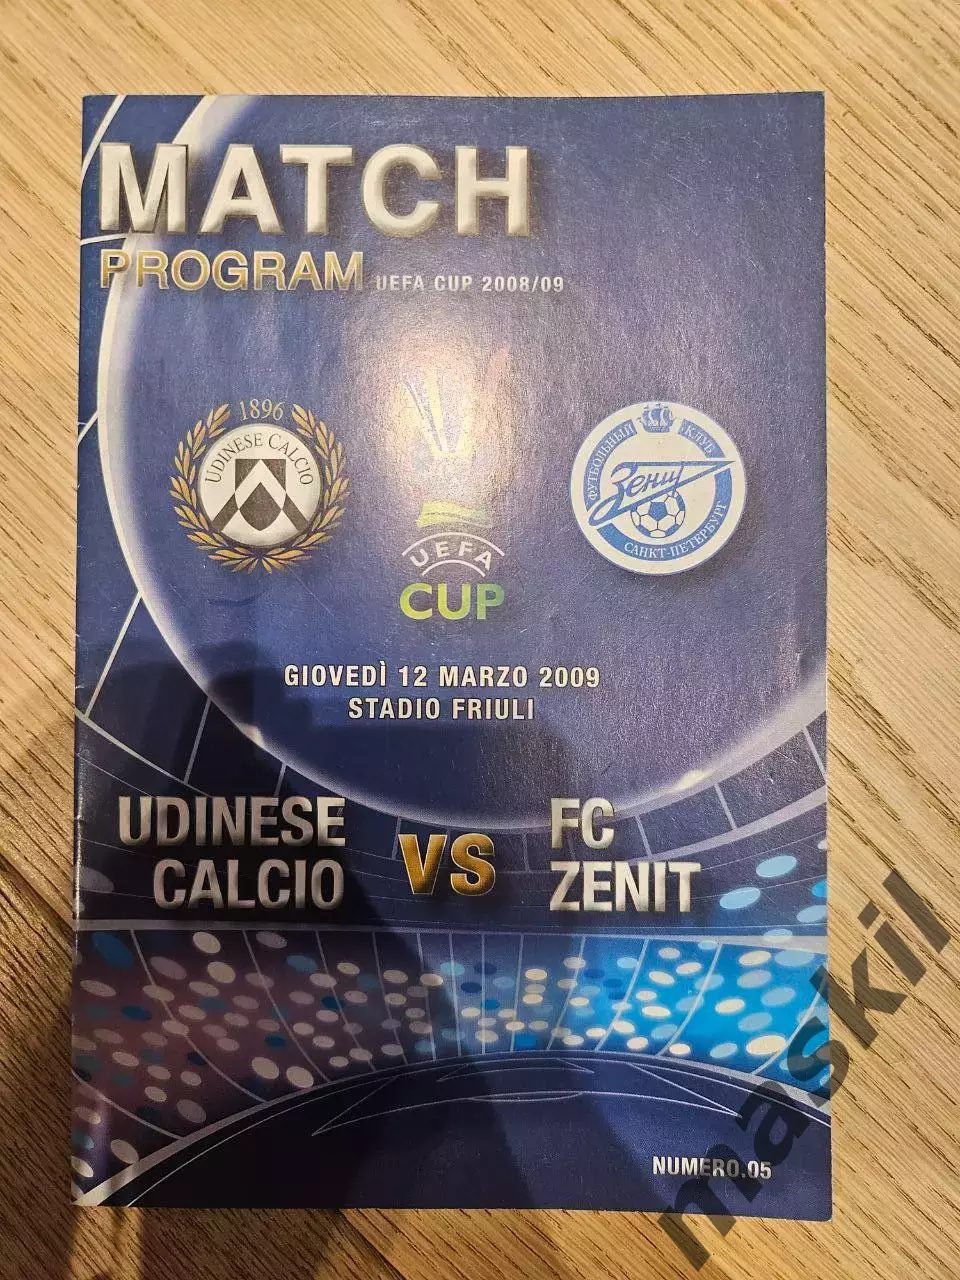 MATCH
PROGRAM UEFA CUP 2008/09
1896
UDINESE CALCIO
ФУТБОЛЬНЫЙ КЛУБ
Зенит
САНКТ-ПЕТЕРБУРГ
UEFA
CUP
GIOVEDÌ 12 MARZO 2009
STADIO FRIULI
UDINESE
CALCIO
VS
FC
ZENIT
NUMERO.05
maskil